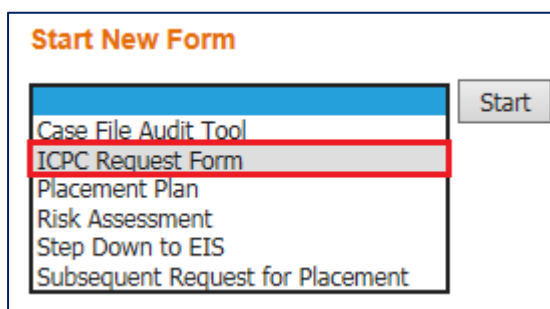 Start New Form
Start
Case File Audit Tool
ICPC Request Form
Placement Plan
Risk Assessment
Step Down to EIS
Subsequent Request for Placement